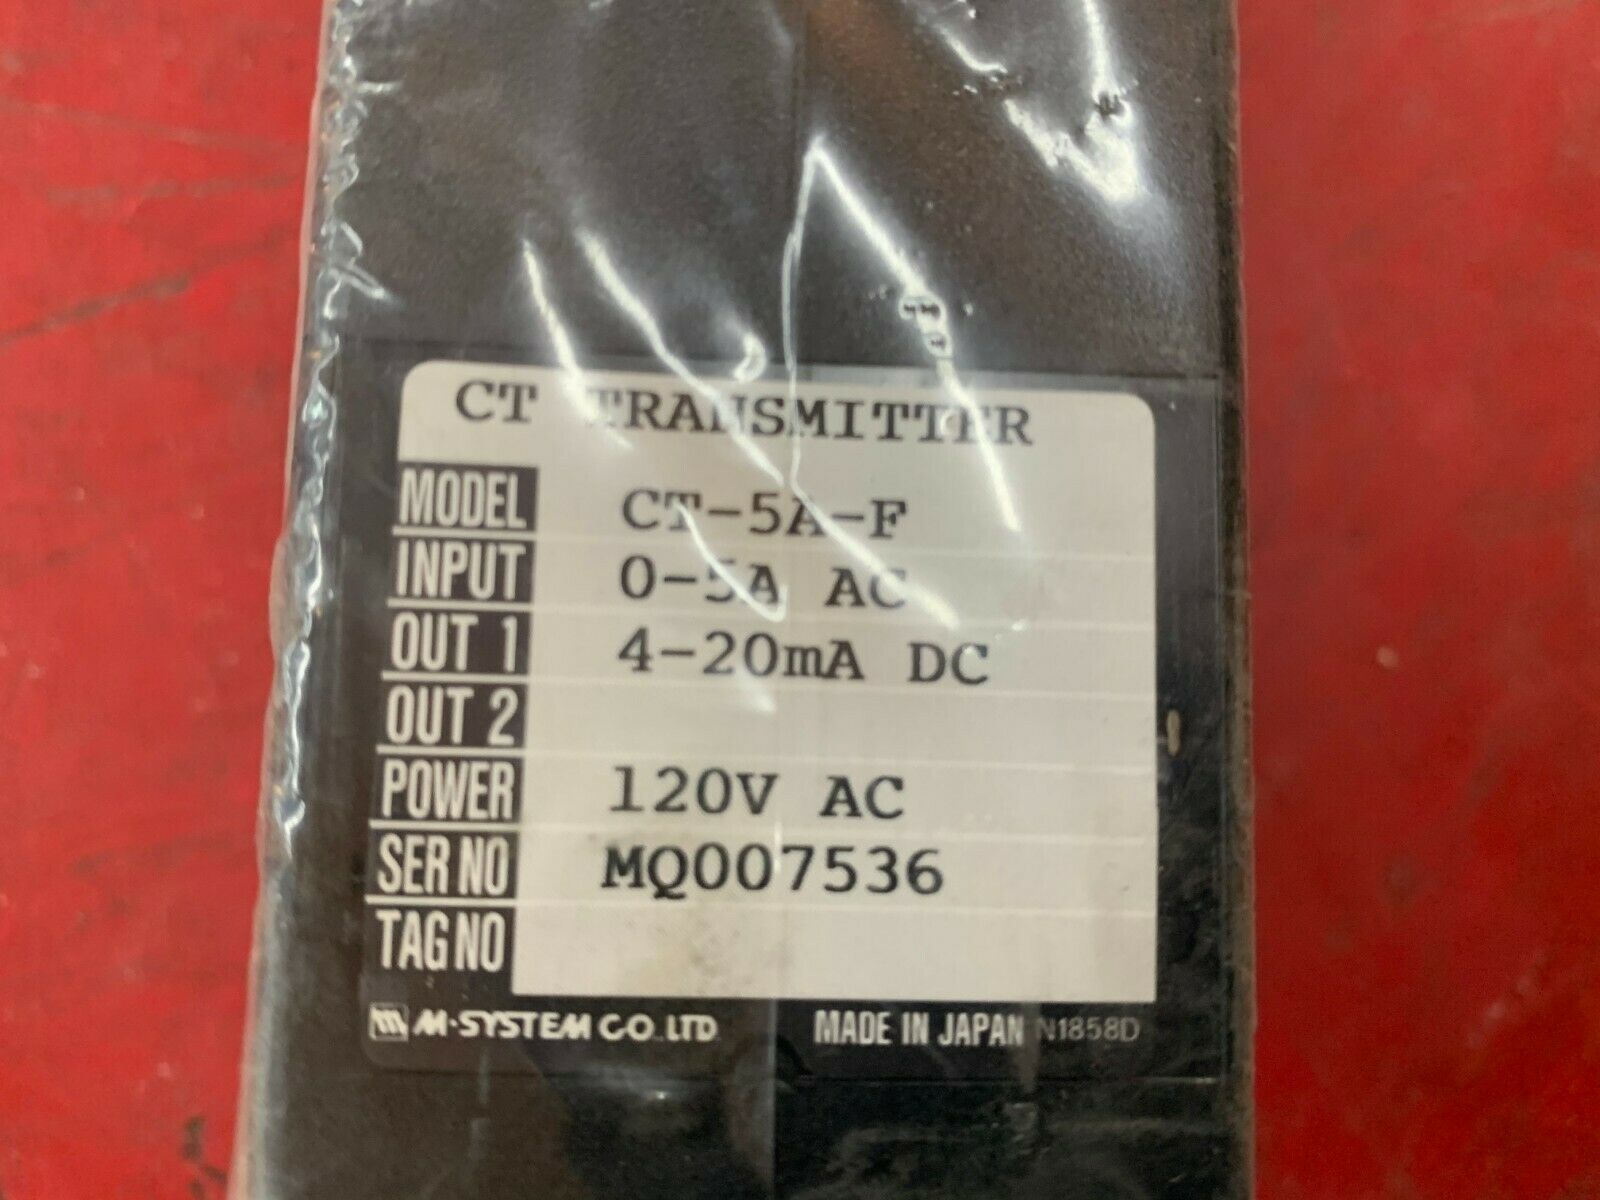 CT TRANSMITTER
MODEL CT-5A-F
INPUT 0-5A AC
OUT 1 4-20mA DC
OUT 2
POWER 120V AC
SER NO MQ007536
TAG NO
M-SYSTEM CO.,LTD. MADE IN JAPAN N1858D